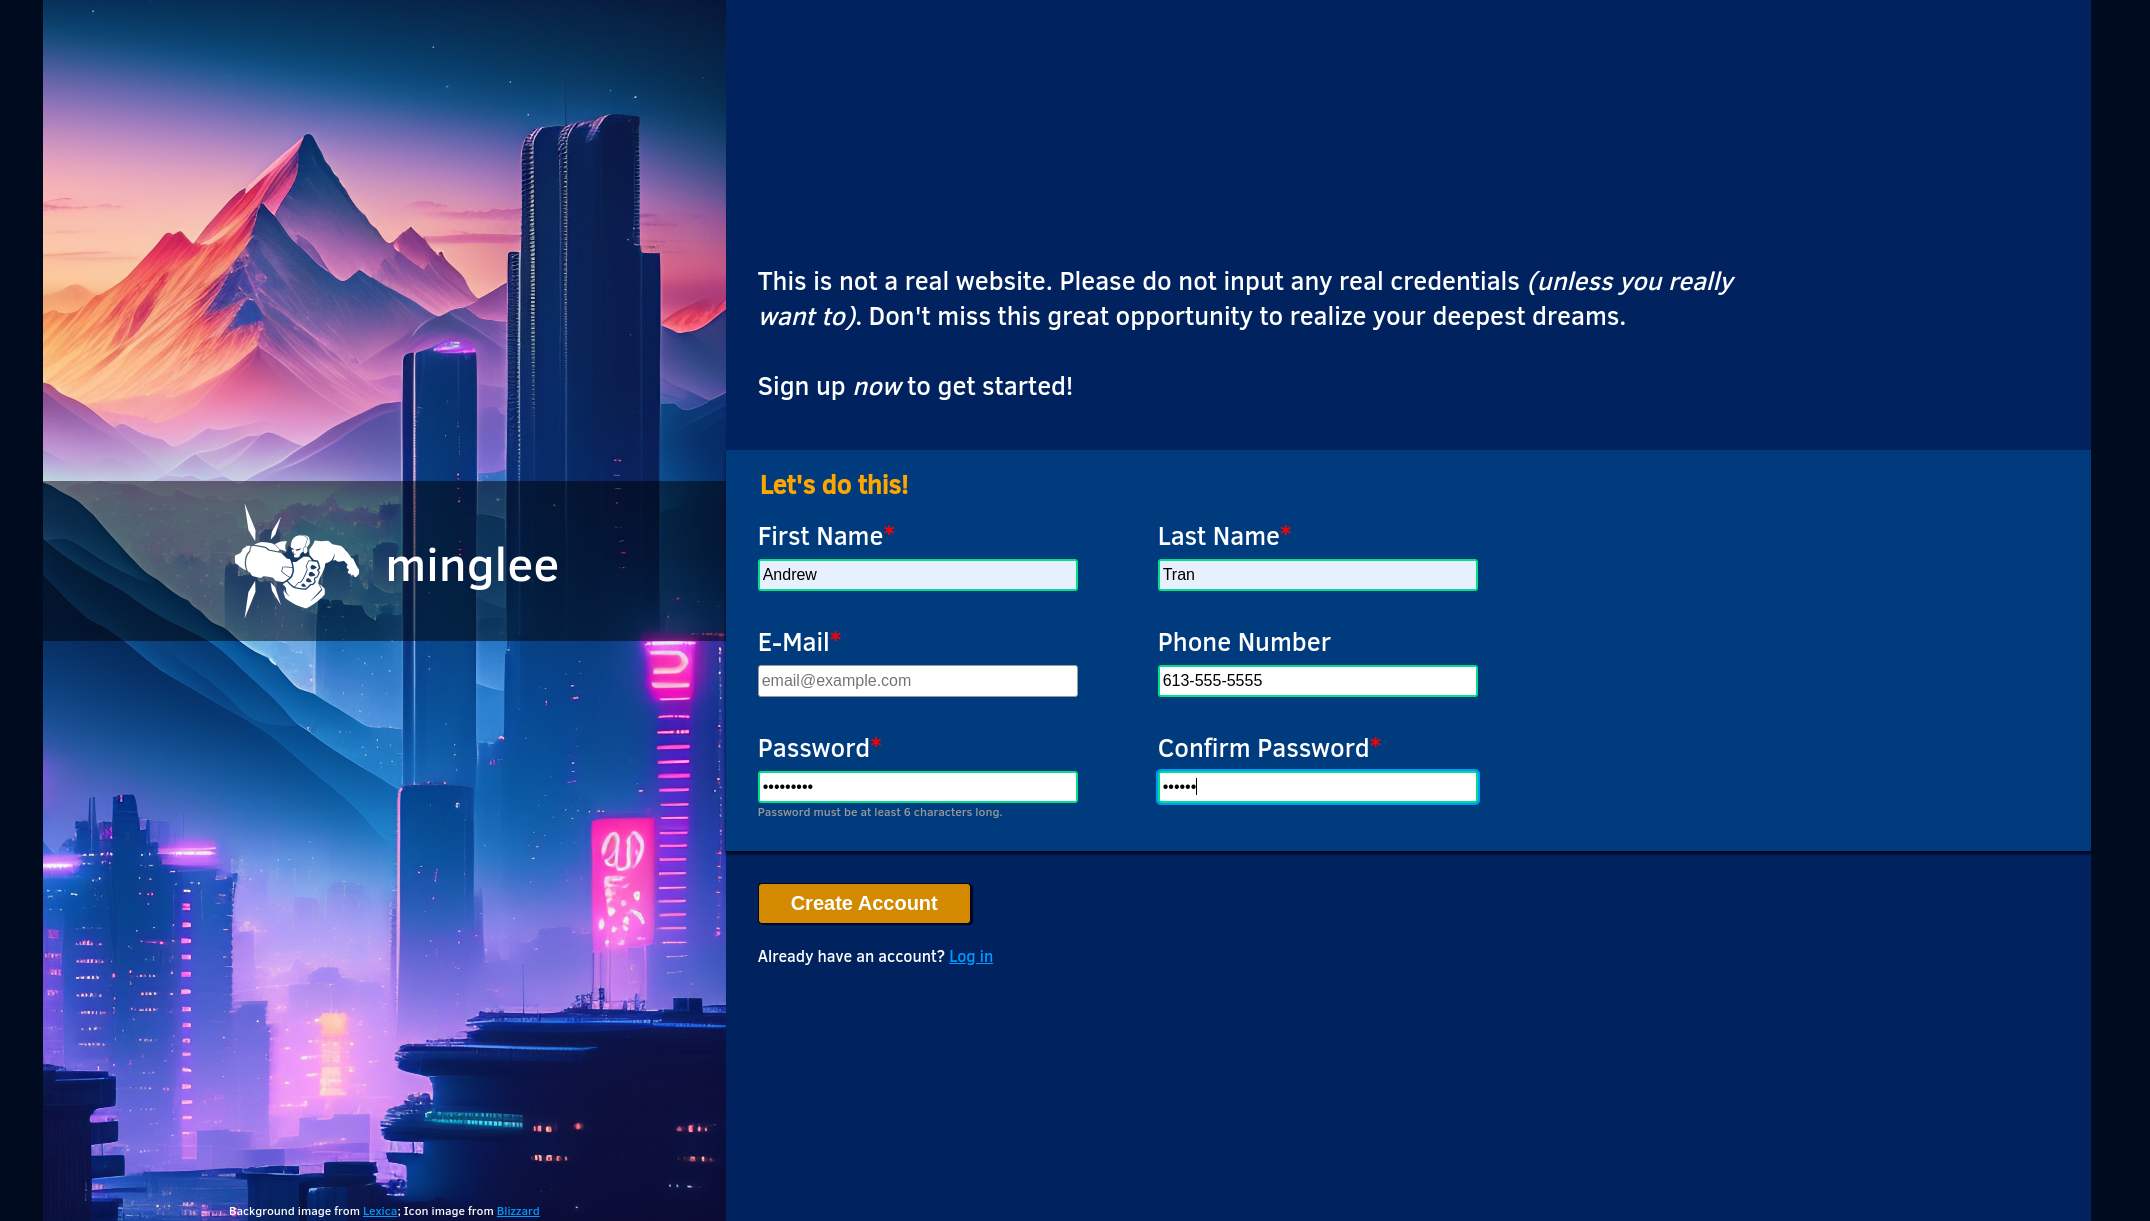 This is not a real website. Please do not input any real credentials (unless you really
want to). Don't miss this great opportunity to realize your deepest dreams.
Sign up now to get started!
minglee
Let's do this!
First Name*
Last Name*
Andrew
Tran
E-Mail*
Phone Number
email@example.com
613-555-5555
Password*
Confirm Password*
•••••••••
••••••
Password must be at least 6 characters long.
Create Account
Already have an account? Log in
Background image from Lexica; Icon image from Blizzard